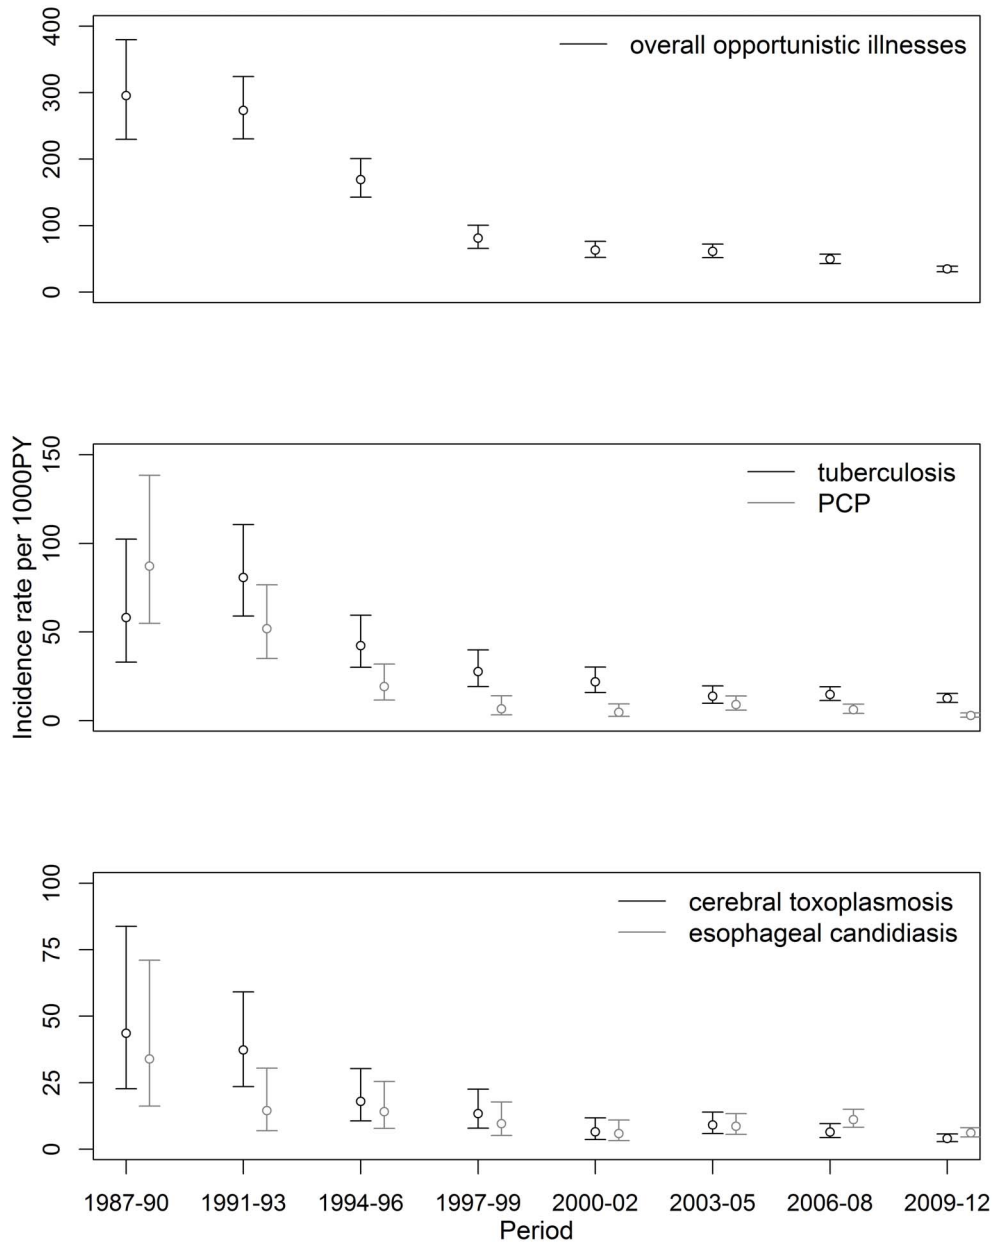 400
300
200
100
0
overall opportunistic illnesses
Incidence rate per 1000PY
150
100
50
0
tuberculosis
PCP
100
75
50
25
0
cerebral toxoplasmosis
esophageal candidiasis
1987-90 1991-93 1994-96 1997-99 2000-02 2003-05 2006-08 2009-12
Period